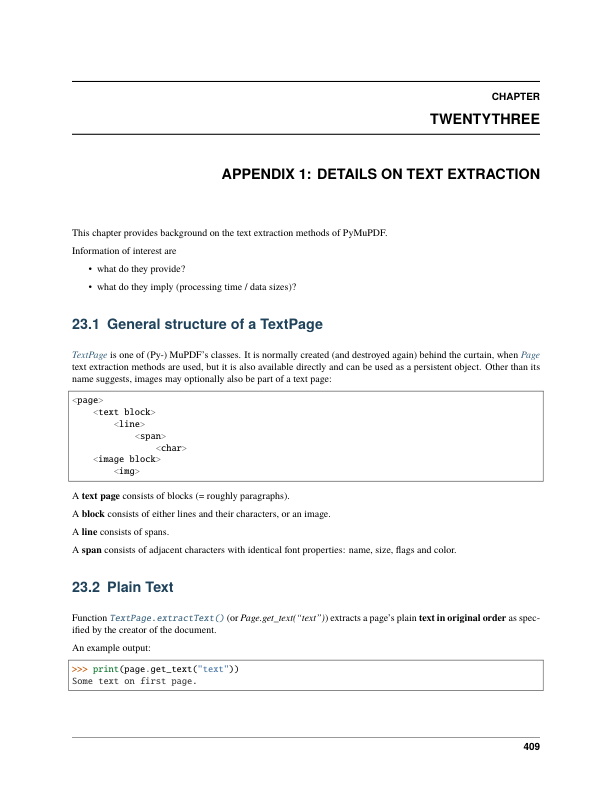 CHAPTER
TWENTYTHREE
APPENDIX 1: DETAILS ON TEXT EXTRACTION
This chapter provides background on the text extraction methods of PyMuPDF.
Information of interest are
• what do they provide?
• what do they imply (processing time / data sizes)?
23.1 General structure of a TextPage
TextPage is one of (Py-) MuPDF's classes. It is normally created (and destroyed again) behind the curtain, when Page
text extraction methods are used, but it is also available directly and can be used as a persistent object. Other than its
name suggests, images may optionally also be part of a text page:
<page>
    <text block>
        <line>
            <span>
                <char>
    <image block>
        <img>
A text page consists of blocks (= roughly paragraphs).
A block consists of either lines and their characters, or an image.
A line consists of spans.
A span consists of adjacent characters with identical font properties: name, size, flags and color.
23.2 Plain Text
Function TextPage.extractText() (or Page.get_text("text")) extracts a page's plain text in original order as spec-
ified by the creator of the document.
An example output:
>>> print(page.get_text("text"))
Some text on first page.
409